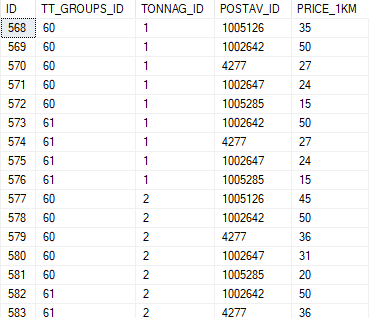 ID TT_GROUPS_ID TONNAG_ID POSTAV_ID PRICE_1KM
568 60 1 1005126 35
569 60 1 1002642 50
570 60 1 4277 27
571 60 1 1002647 24
572 60 1 1005285 15
573 61 1 1002642 50
574 61 1 4277 27
575 61 1 1002647 24
576 61 1 1005285 15
577 60 2 1005126 45
578 60 2 1002642 50
579 60 2 4277 36
580 60 2 1002647 31
581 60 2 1005285 20
582 61 2 1002642 50
583 61 2 4277 36